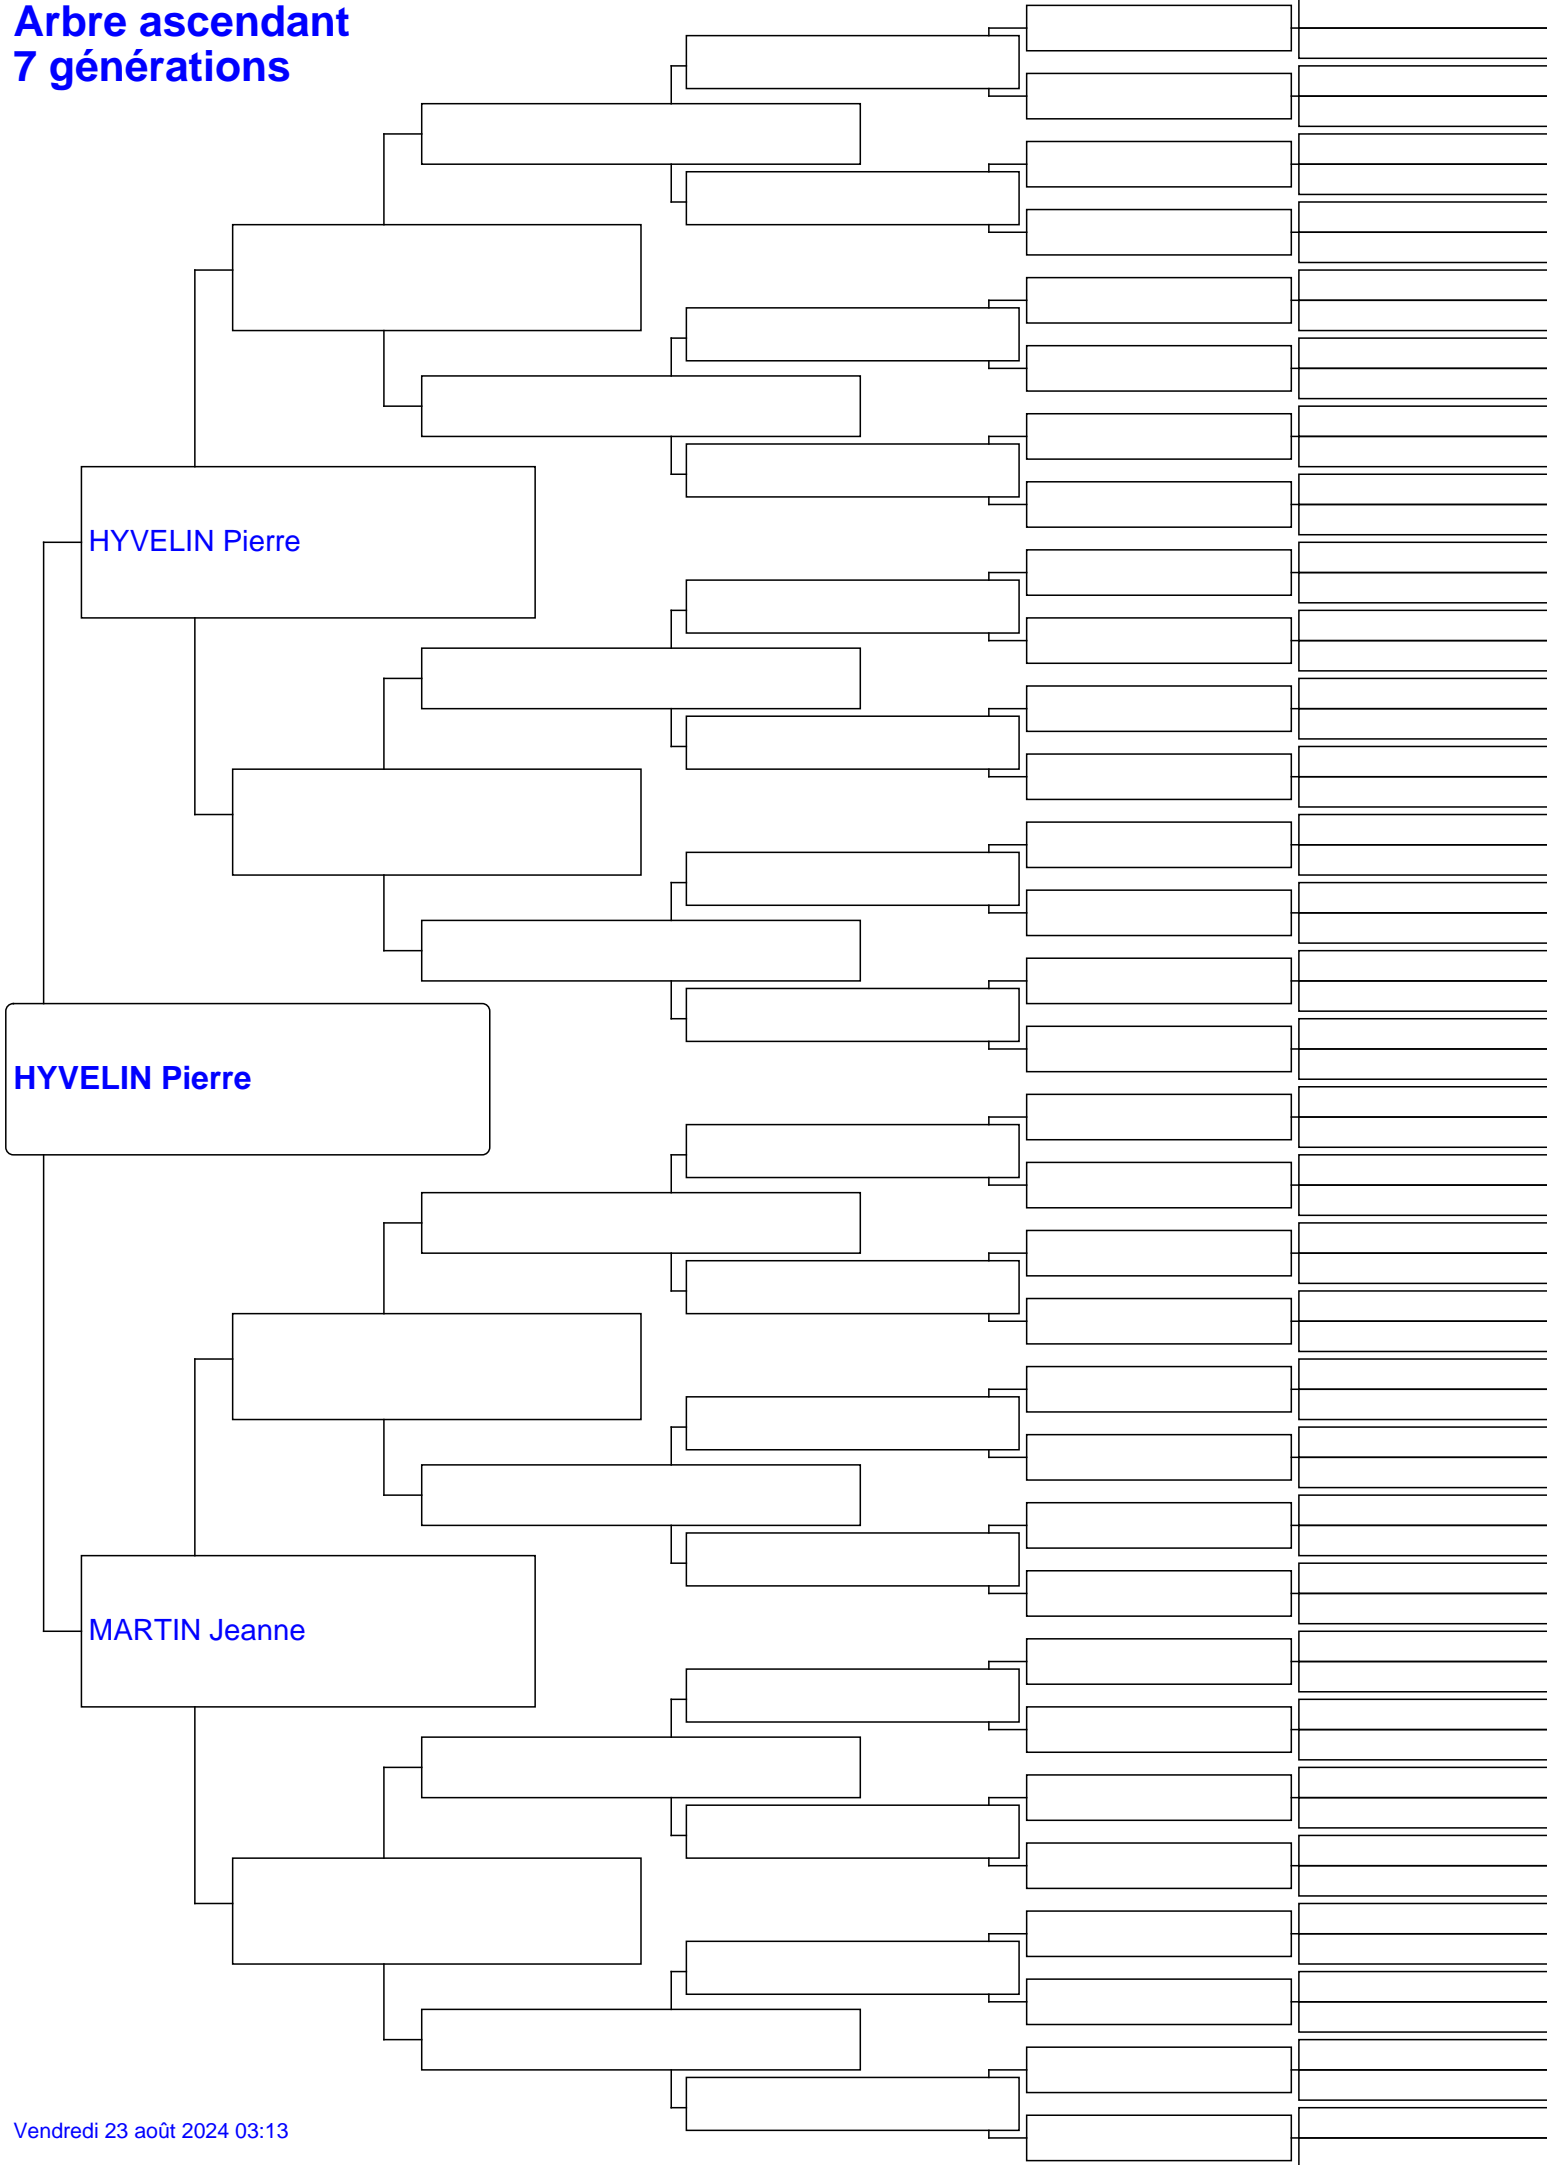 Arbre ascendant
7 générations
HYVELIN Pierre
HYVELIN Pierre
MARTIN Jeanne
Vendredi 23 août 2024 03:13